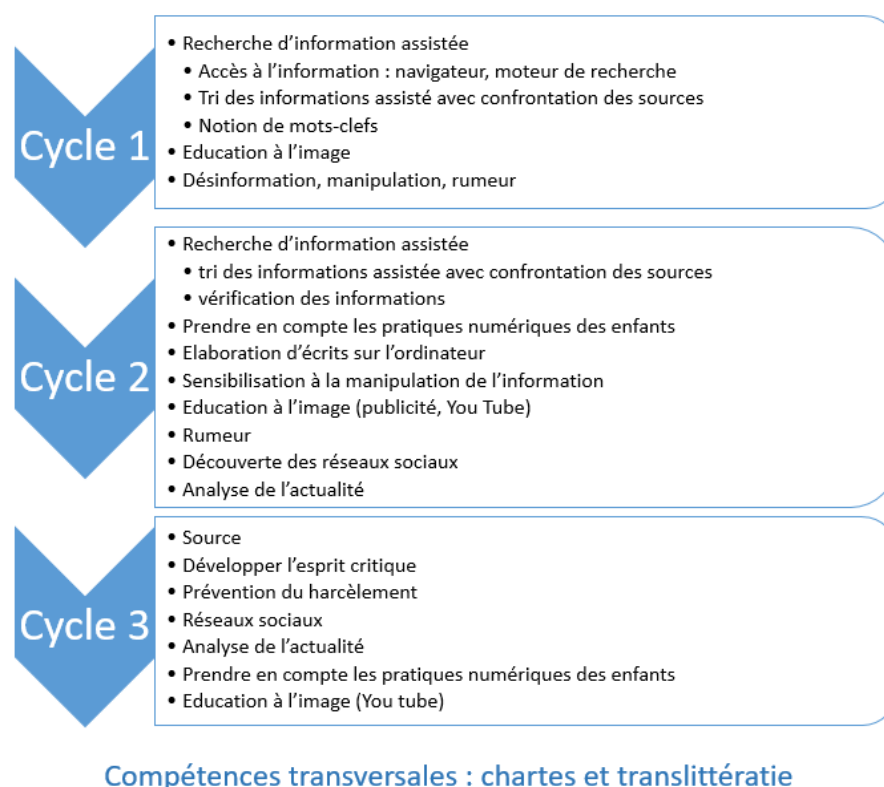 Cycle 1
• Recherche d’information assistée
• Accès à l’information : navigateur, moteur de recherche
• Tri des informations assisté avec confrontation des sources
• Notion de mots-clefs
• Education à l’image
• Désinformation, manipulation, rumeur
Cycle 2
• Recherche d’information assistée
• tri des informations assistée avec confrontation des sources
• vérification des informations
• Prendre en compte les pratiques numériques des enfants
• Elaboration d’écrits sur l’ordinateur
• Sensibilisation à la manipulation de l’information
• Education à l’image (publicité, You Tube)
• Rumeur
• Découverte des réseaux sociaux
• Analyse de l’actualité
Cycle 3
• Source
• Développer l’esprit critique
• Prévention du harcèlement
• Réseaux sociaux
• Analyse de l’actualité
• Prendre en compte les pratiques numériques des enfants
• Education à l’image (You tube)
Compétences transversales : chartes et translittératie